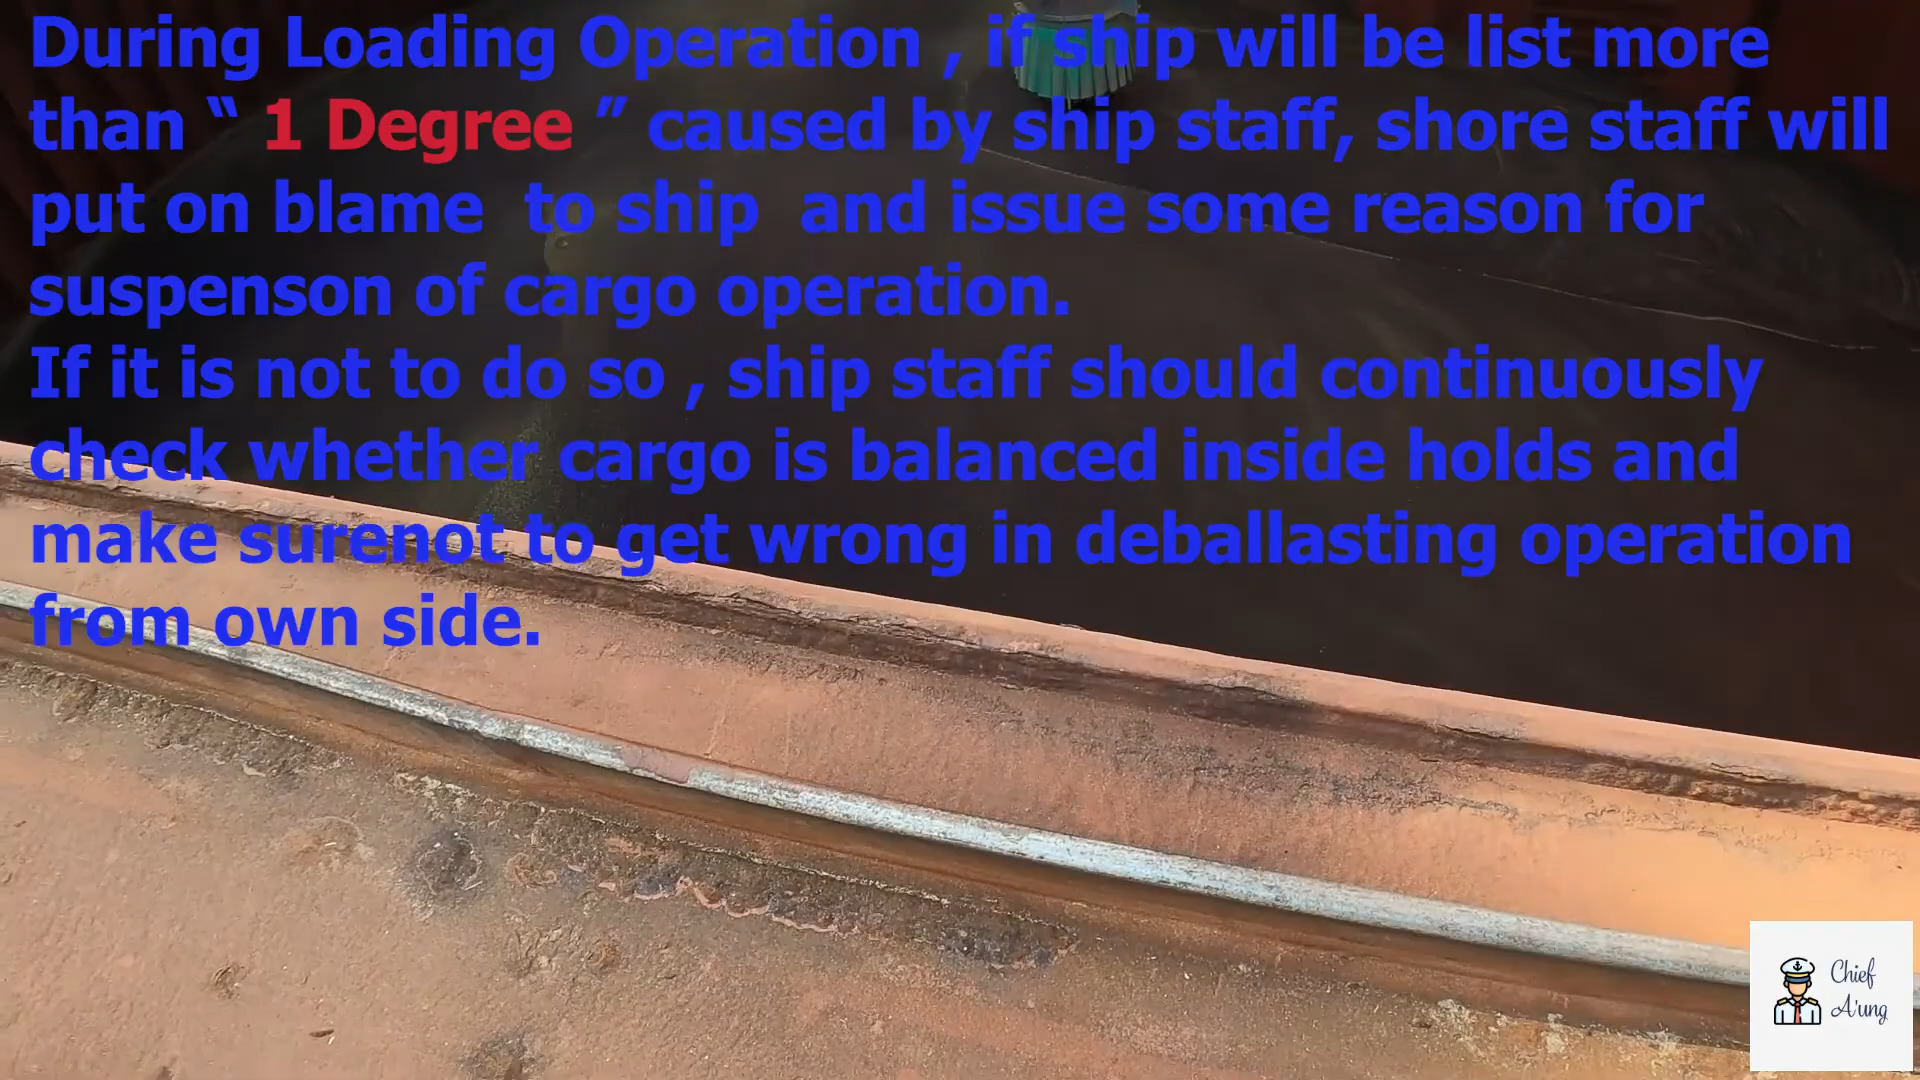 During Loading Operation , if ship will be list more
than “ 1 Degree ” caused by ship staff, shore staff will
put on blame  to ship  and issue some reason for
suspenson of cargo operation.
If it is not to do so , ship staff should continuously
check whether cargo is balanced inside holds and
make surenot to get wrong in deballasting operation
from own side.
Chief
A'ung